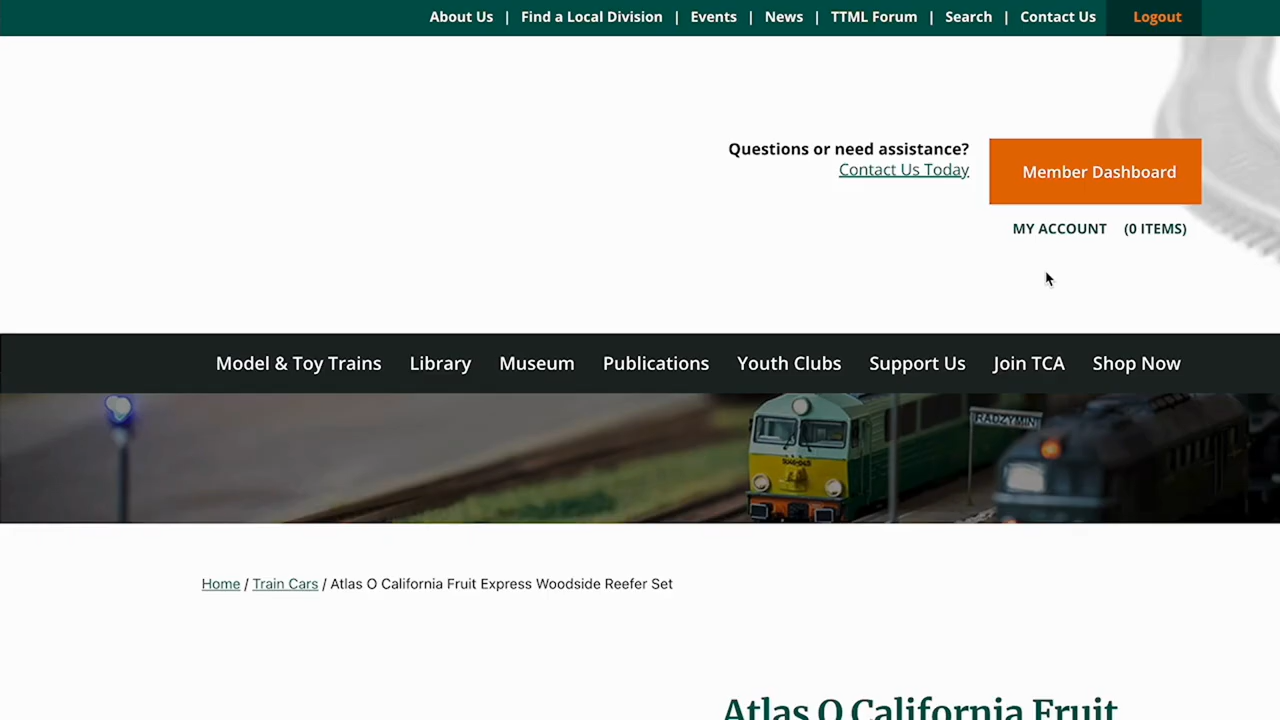 About Us | Find a Local Division | Events | News | TTML Forum | Search | Contact Us Logout
Questions or need assistance?
Contact Us Today
Member Dashboard
MY ACCOUNT (0 ITEMS)
Model & Toy Trains Library Museum Publications Youth Clubs Support Us Join TCA Shop Now
RADZYMIN
Home / Train Cars / Atlas O California Fruit Express Woodside Reefer Set
Atlas O California Fruit